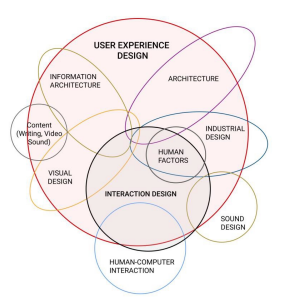 USER EXPERIENCE
DESIGN
INFORMATION
ARCHITECTURE
ARCHITECTURE
Content
(Writing, Video
Sound)
INDUSTRIAL
DESIGN
HUMAN
FACTORS
VISUAL
DESIGN
INTERACTION DESIGN
SOUND
DESIGN
HUMAN-COMPUTER
INTERACTION